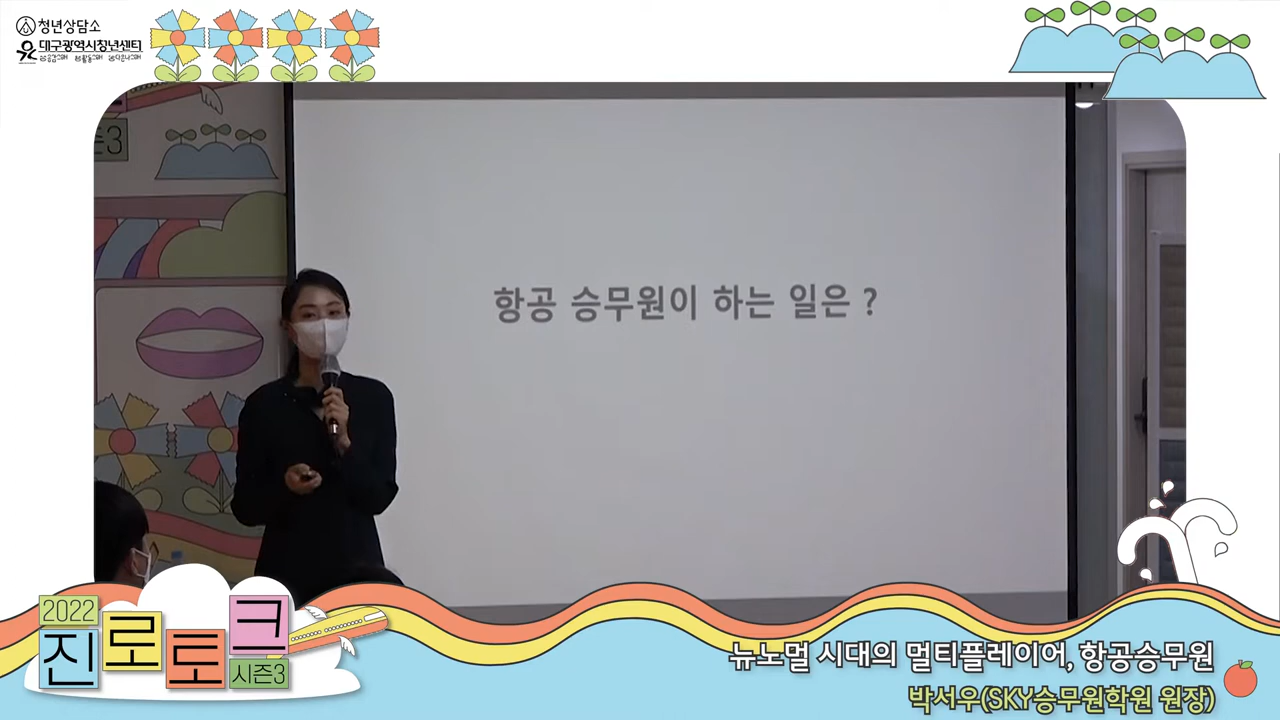 청년상담소
대구광역시청년센터
즌3
항공 승무원이 하는 일은 ?
2022
진로토크
시즌3
뉴노멀 시대의 멀티플레이어, 항공승무원
박서우(SKY승무원학원 원장)